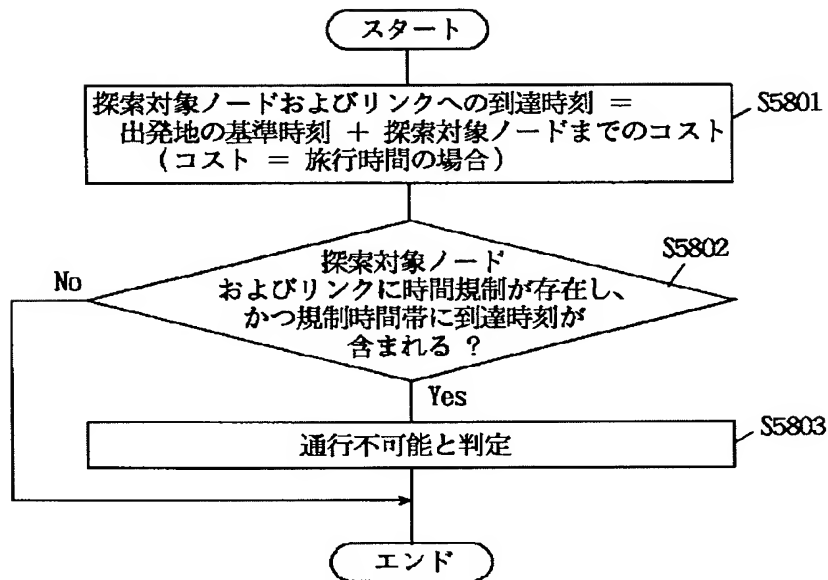 スタート
探索対象ノードおよびリンクへの到達時刻 =
出発地の基準時刻 + 探索対象ノードまでのコスト
(コスト = 旅行時間の場合)
S5801
探索対象ノード
およびリンクに時間規制が存在し、
かつ規制時間帯に到達時刻が
含まれる ?
S5802
No
Yes
通行不可能と判定
S5803
エンド